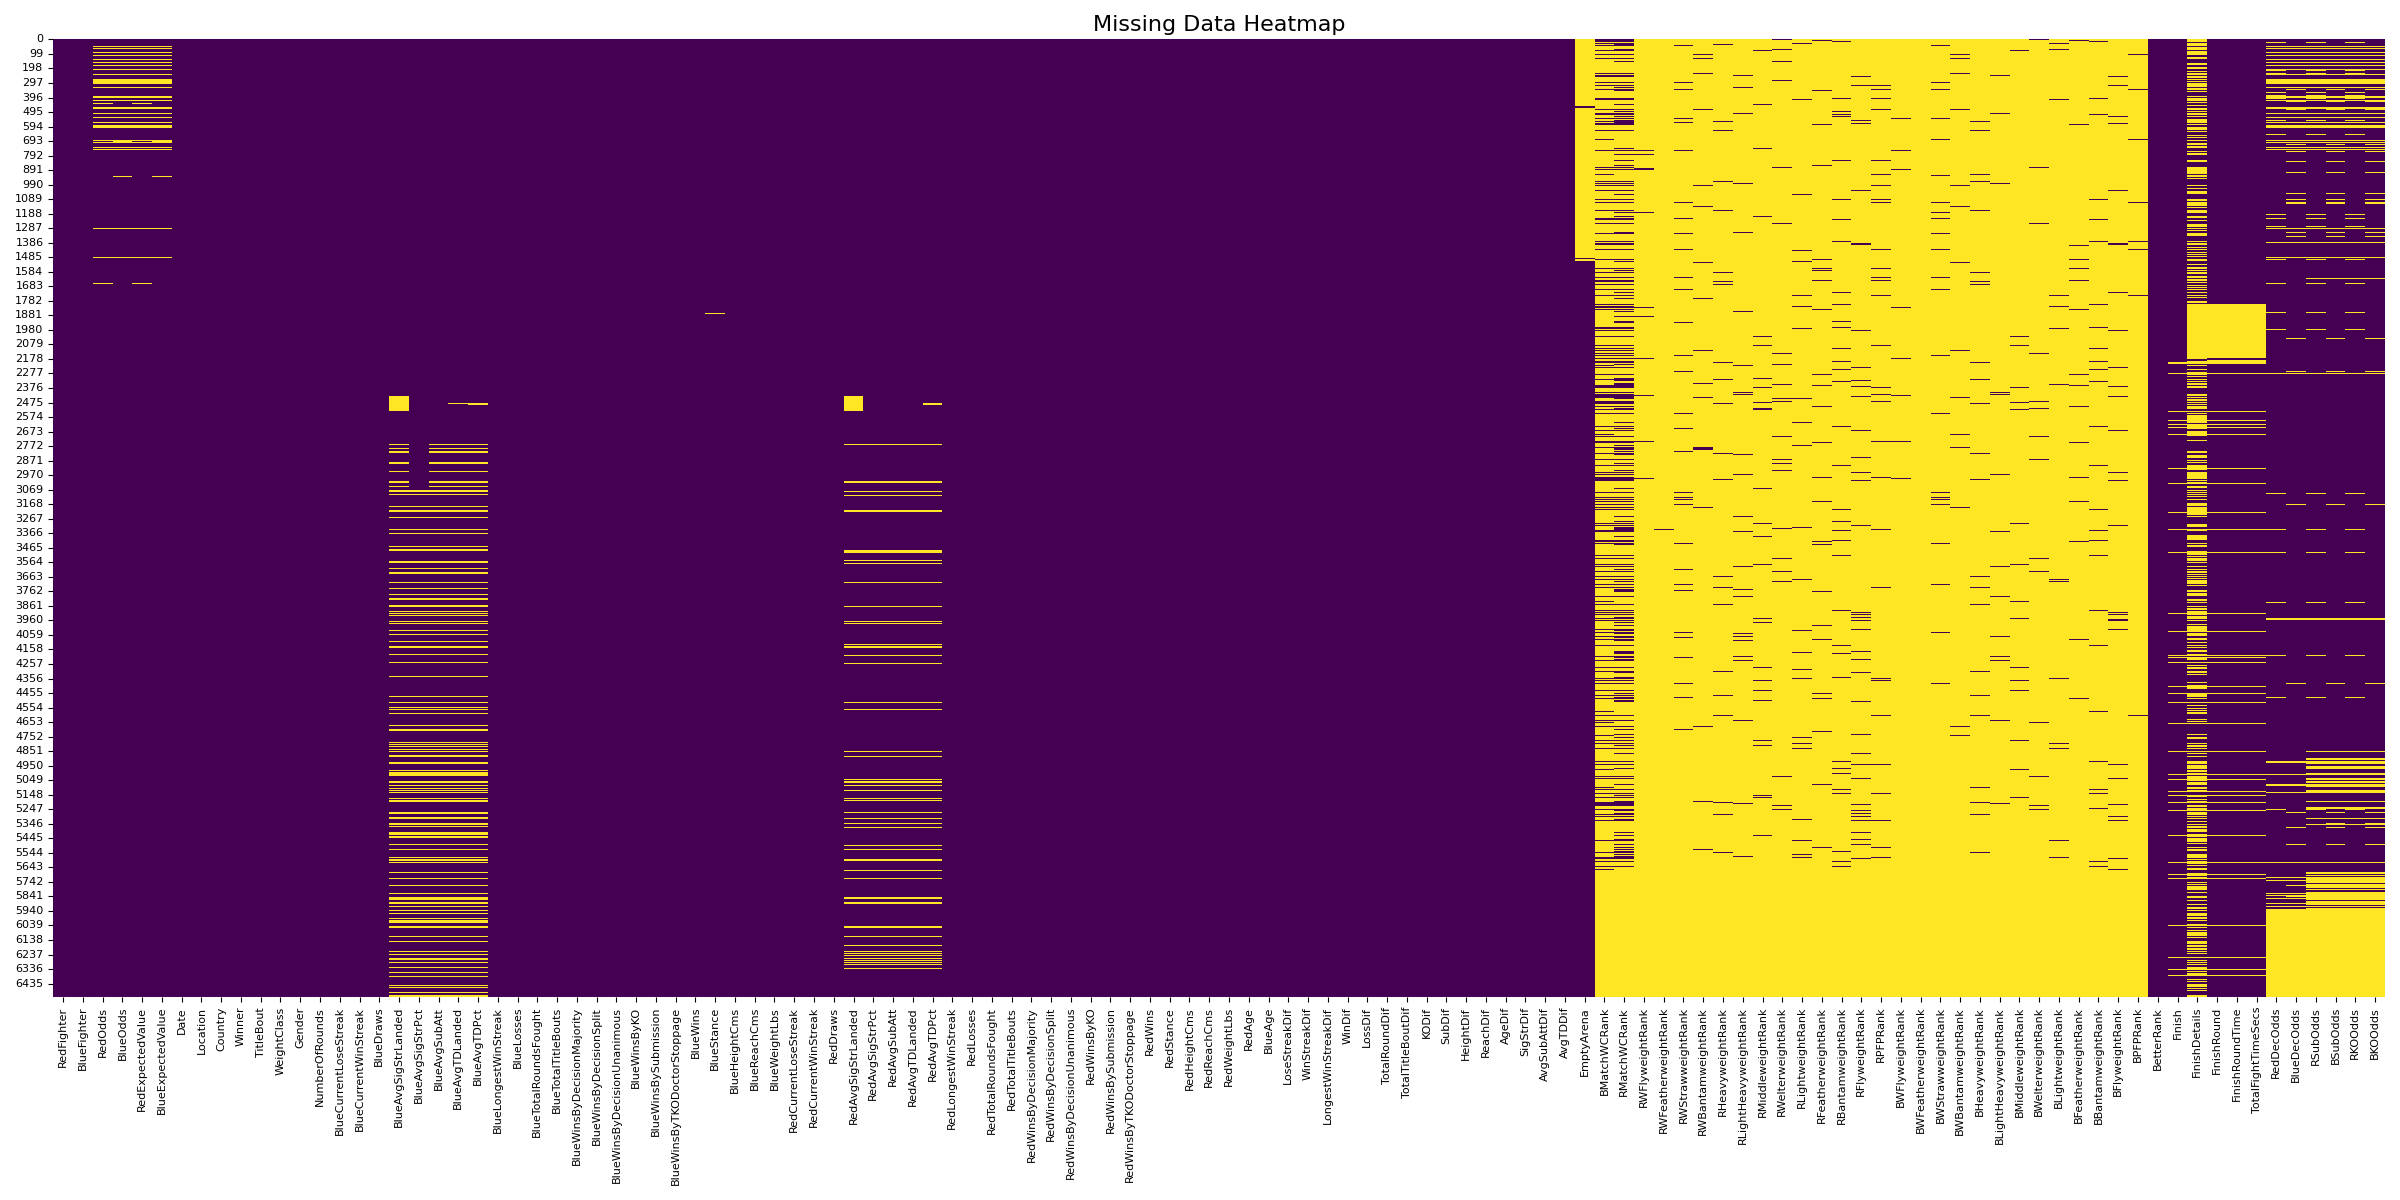 Missing Data Heatmap
0
99
198
297
396
495
594
693
792
891
990
1089
1188
1287
1386
1485
1584
1683
1782
1881
1980
2079
2178
2277
2376
2475
2574
2673
2772
2871
2970
3069
3168
3267
3366
3465
3564
3663
3762
3861
3960
4059
4158
4257
4356
4455
4554
4653
4752
4851
4950
5049
5148
5247
5346
5445
5544
5643
5742
5841
5940
6039
6138
6237
6336
6435
RedFighter
BlueFighter
RedOdds
BlueOdds
RedExpectedValue
BlueExpectedValue
Date
Location
Country
Winner
TitleBout
WeightClass
Gender
NumberOfRounds
BlueCurrentLoseStreak
BlueCurrentWinStreak
BlueDraws
BlueAvgSigStrLanded
BlueAvgSigStrPct
BlueAvgSubAtt
BlueAvgTDLanded
BlueAvgTDPct
BlueLongestWinStreak
BlueLosses
BlueTotalRoundsFought
BlueTotalTitleBouts
BlueWinsByDecisionMajority
BlueWinsByDecisionSplit
BlueWinsByDecisionUnanimous
BlueWinsByKO
BlueWinsBySubmission
BlueWinsByTKODoctorStoppage
BlueWins
BlueStance
BlueHeightCms
BlueReachCms
BlueWeightLbs
RedCurrentLoseStreak
RedCurrentWinStreak
RedDraws
RedAvgSigStrLanded
RedAvgSigStrPct
RedAvgSubAtt
RedAvgTDLanded
RedAvgTDPct
RedLongestWinStreak
RedLosses
RedTotalRoundsFought
RedTotalTitleBouts
RedWinsByDecisionMajority
RedWinsByDecisionSplit
RedWinsByDecisionUnanimous
RedWinsByKO
RedWinsBySubmission
RedWinsByTKODoctorStoppage
RedWins
RedStance
RedHeightCms
RedReachCms
RedWeightLbs
RedAge
BlueAge
LoseStreakDif
WinStreakDif
LongestWinStreakDif
WinDif
LossDif
TotalRoundDif
TotalTitleBoutDif
KODif
SubDif
HeightDif
ReachDif
AgeDif
SigStrDif
AvgSubAttDif
AvgTDDif
EmptyArena
BMatchWCRank
RMatchWCRank
RWFlyweightRank
RWFeatherweightRank
RWStrawweightRank
RWBantamweightRank
RHeavyweightRank
RLightHeavyweightRank
RMiddleweightRank
RWelterweightRank
RLightweightRank
RFeatherweightRank
RBantamweightRank
RFlyweightRank
RPFPRank
BWFlyweightRank
BWFeatherweightRank
BWStrawweightRank
BWBantamweightRank
BHeavyweightRank
BLightHeavyweightRank
BMiddleweightRank
BWelterweightRank
BLightweightRank
BFeatherweightRank
BBantamweightRank
BFlyweightRank
BPFPRank
BetterRank
Finish
FinishDetails
FinishRound
FinishRoundTime
TotalFightTimeSecs
RedDecOdds
BlueDecOdds
RSubOdds
BSubOdds
RKOOdds
BKOOdds